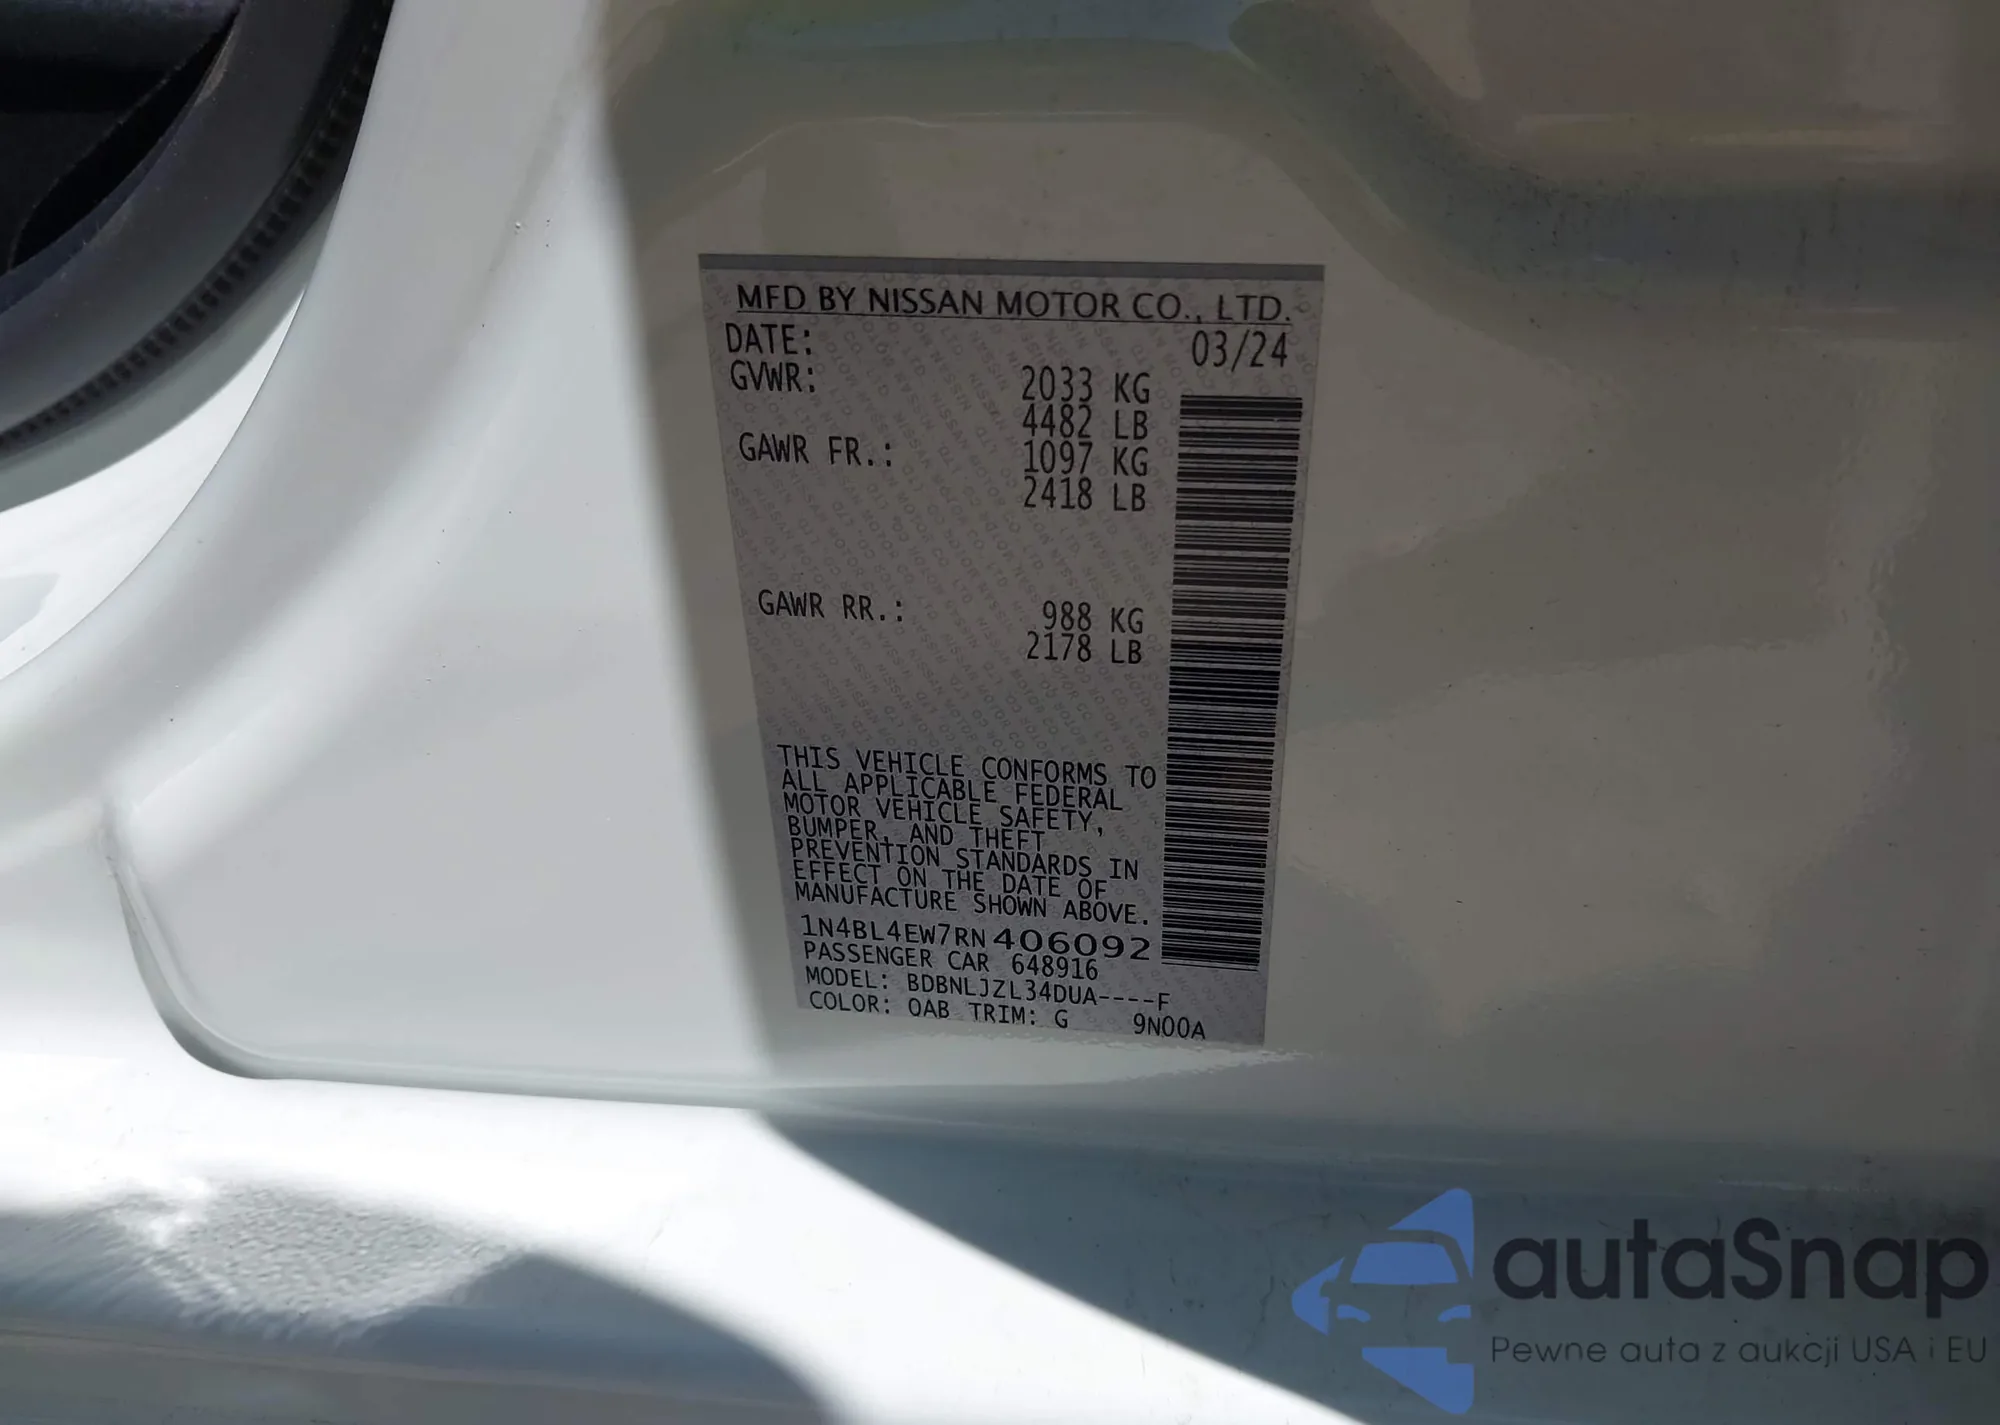 MFD BY NISSAN MOTOR CO., LTD.
DATE: 03/24
GVWR: 2033 KG
4482 LB
GAWR FR.: 1097 KG
2418 LB
GAWR RR.: 988 KG
2178 LB
THIS VEHICLE CONFORMS TO
ALL APPLICABLE FEDERAL
MOTOR VEHICLE SAFETY,
BUMPER, AND THEFT
PREVENTION STANDARDS IN
EFFECT ON THE DATE OF
MANUFACTURE SHOWN ABOVE.
1N4BL4EW7RN406092
PASSENGER CAR 648916
MODEL: BDBNLJZL34DUA----F
COLOR: QAB TRIM: G 9N00A
autaSnap
Pewne auta z aukcji USA i EU